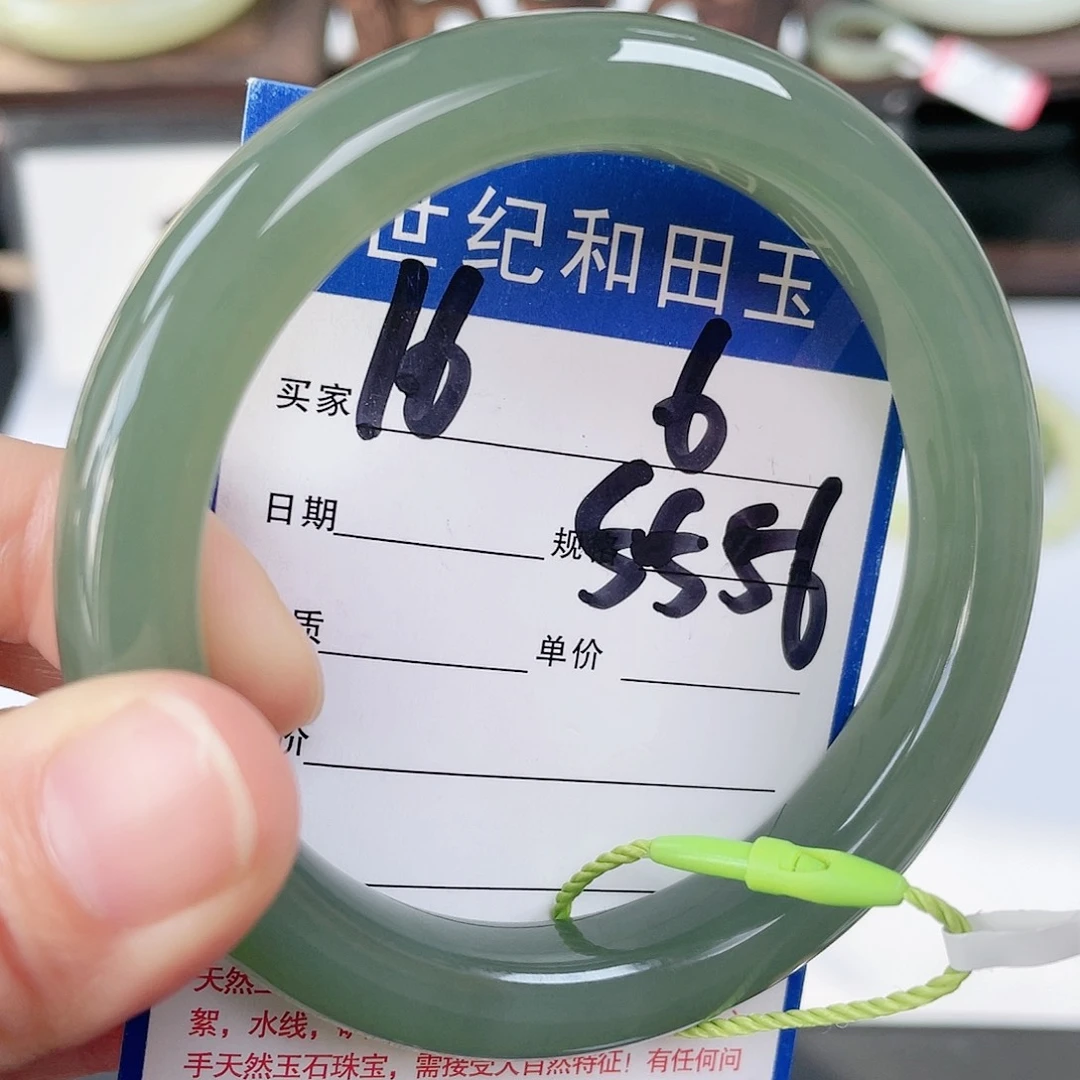 世纪和田玉
买家 16 6
5556
日期 规格
质 单价
价
天然
絮，水线，
手天然玉石珠宝，需接受大自然特征！有任何问